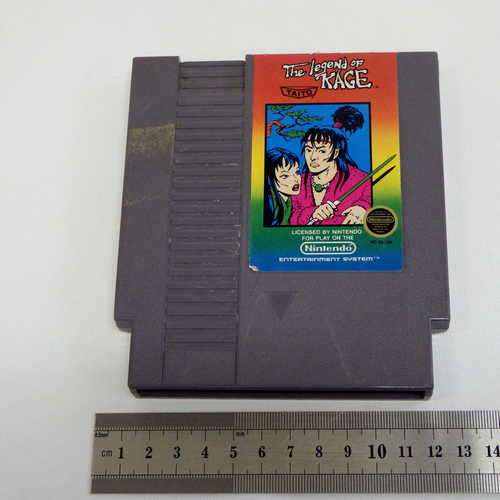 The Legend of
KAGE
TAITO
LICENSED BY NINTENDO
FOR PLAY ON THE
Nintendo
ENTERTAINMENT SYSTEM™
cm 1 2 3 4 5 6 7 8 9 10 11 12 13 14